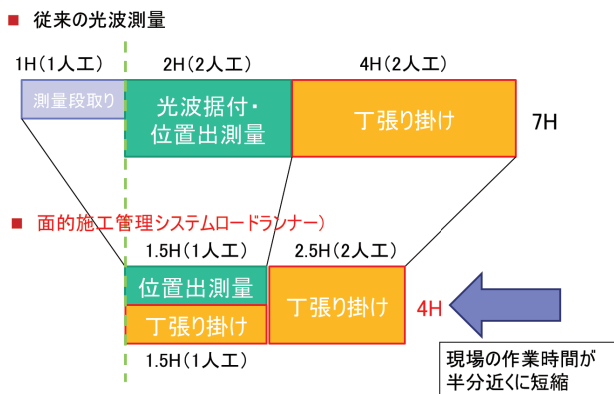 ■ 従来の光波測量
1H(1人工)
2H(2人工)
4H(2人工)
測量段取り
光波据付・
位置出測量
丁張り掛け
7H
■ 面的施工管理システムロードランナー)
1.5H(1人工)
2.5H(2人工)
位置出測量
丁張り掛け
丁張り掛け
4H
1.5H(1人工)
現場の作業時間が
半分近くに短縮